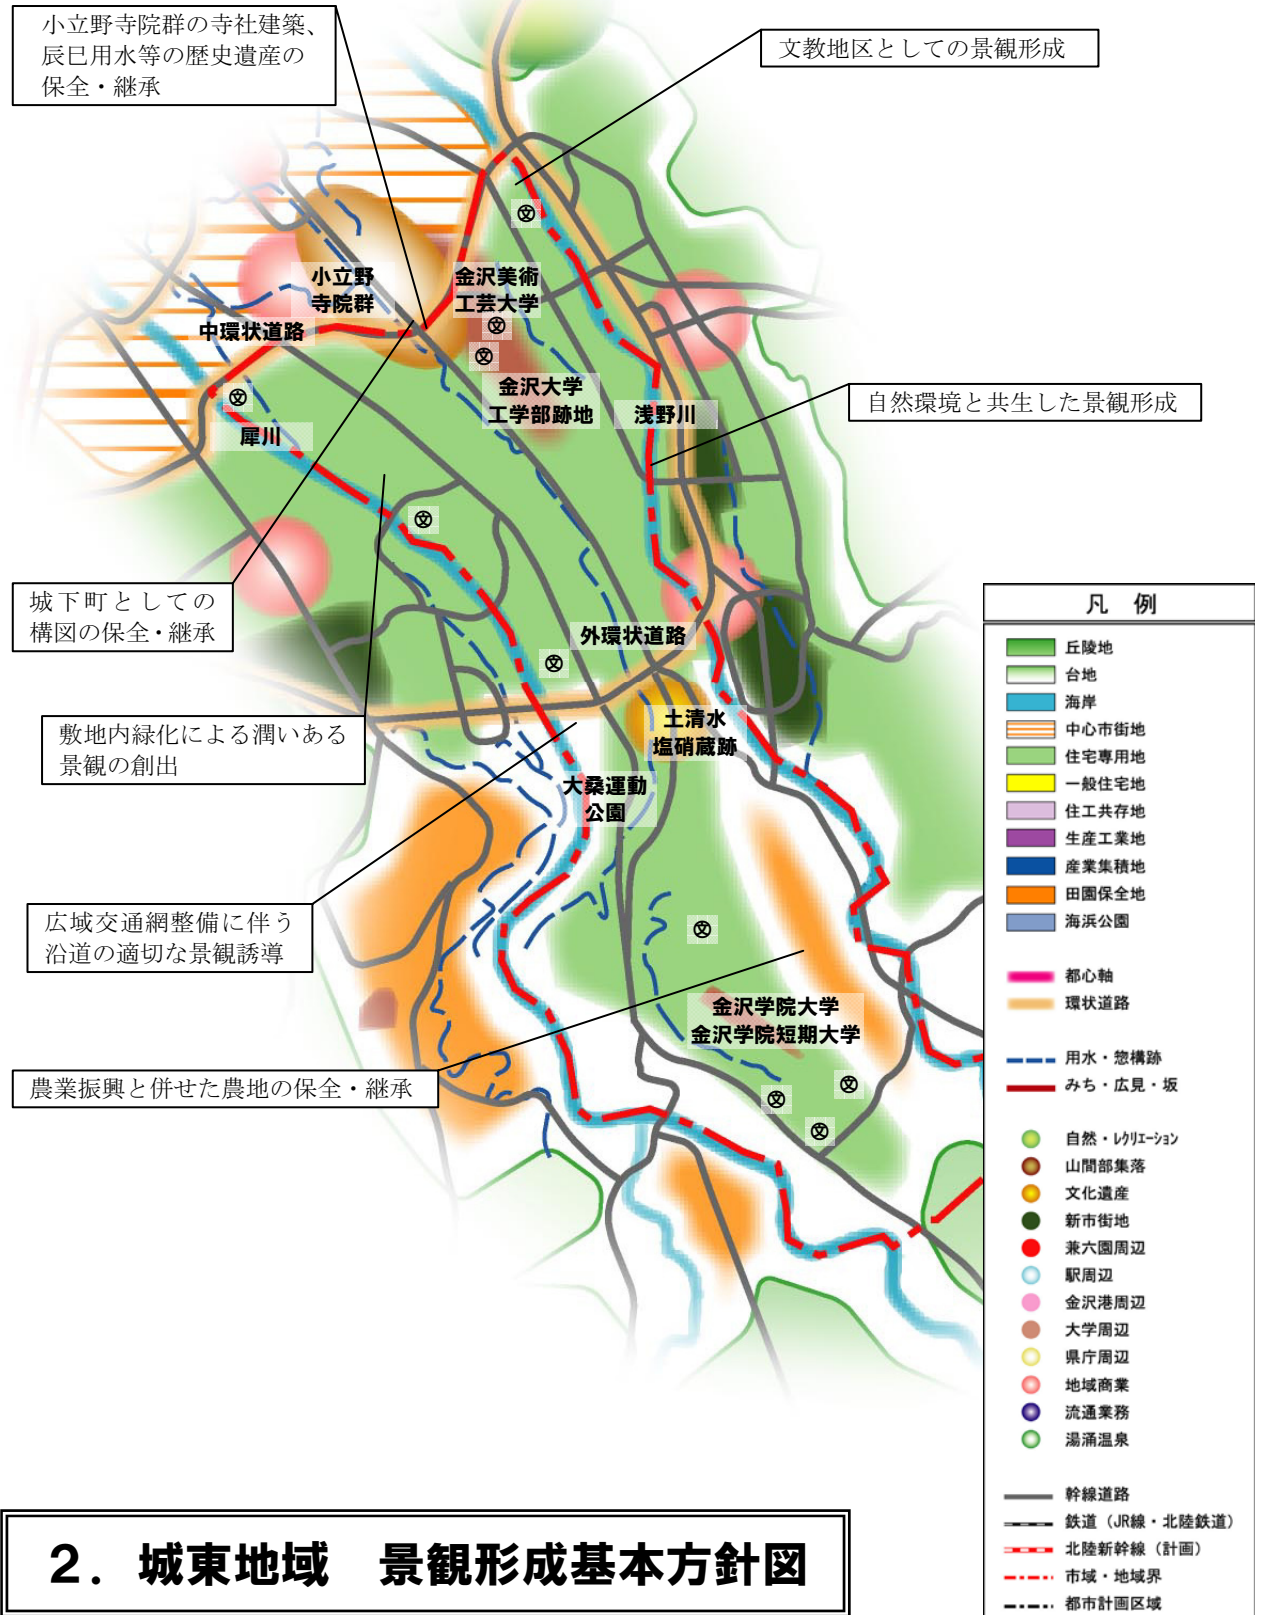 小立野寺院群の寺社建築、
辰巳用水等の歴史遺産の
保全・継承
文教地区としての景観形成
文
小立野
寺院群
金沢美術
工芸大学
文
文
中環状道路
文
犀川
金沢大学
工学部跡地
浅野川
自然環境と共生した景観形成
文
城下町としての
構図の保全・継承
外環状道路
文
敷地内緑化による潤いある
景観の創出
土清水
塩硝蔵跡
大桑運動
公園
広域交通網整備に伴う
沿道の適切な景観誘導
文
金沢学院大学
金沢学院短期大学
農業振興と併せた農地の保全・継承
文
文
文
凡 例
丘陵地
台地
海岸
中心市街地
住宅専用地
一般住宅地
住工共存地
生産工業地
産業集積地
田園保全地
海浜公園
都心軸
環状道路
用水・惣構跡
みち・広見・坂
自然・レクリエーション
山間部集落
文化遺産
新市街地
兼六園周辺
駅周辺
金沢港周辺
大学周辺
県庁周辺
地域商業
流通業務
湯涌温泉
幹線道路
鉄道（JR線・北陸鉄道）
北陸新幹線（計画）
市域・地域界
都市計画区域
２．城東地域　景観形成基本方針図